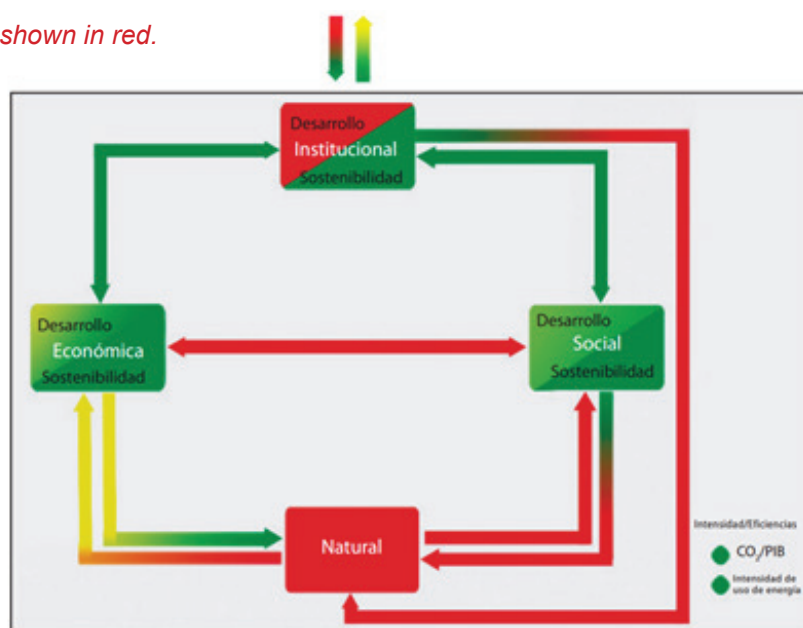 shown in red.
Desarrollo
Institucional
Sostenibilidad
Desarrollo
Económica
Sostenibilidad
Desarrollo
Social
Sostenibilidad
Natural
Intensidad/Eficiencias
CO₂/PIB
Intensidad de
uso de energía